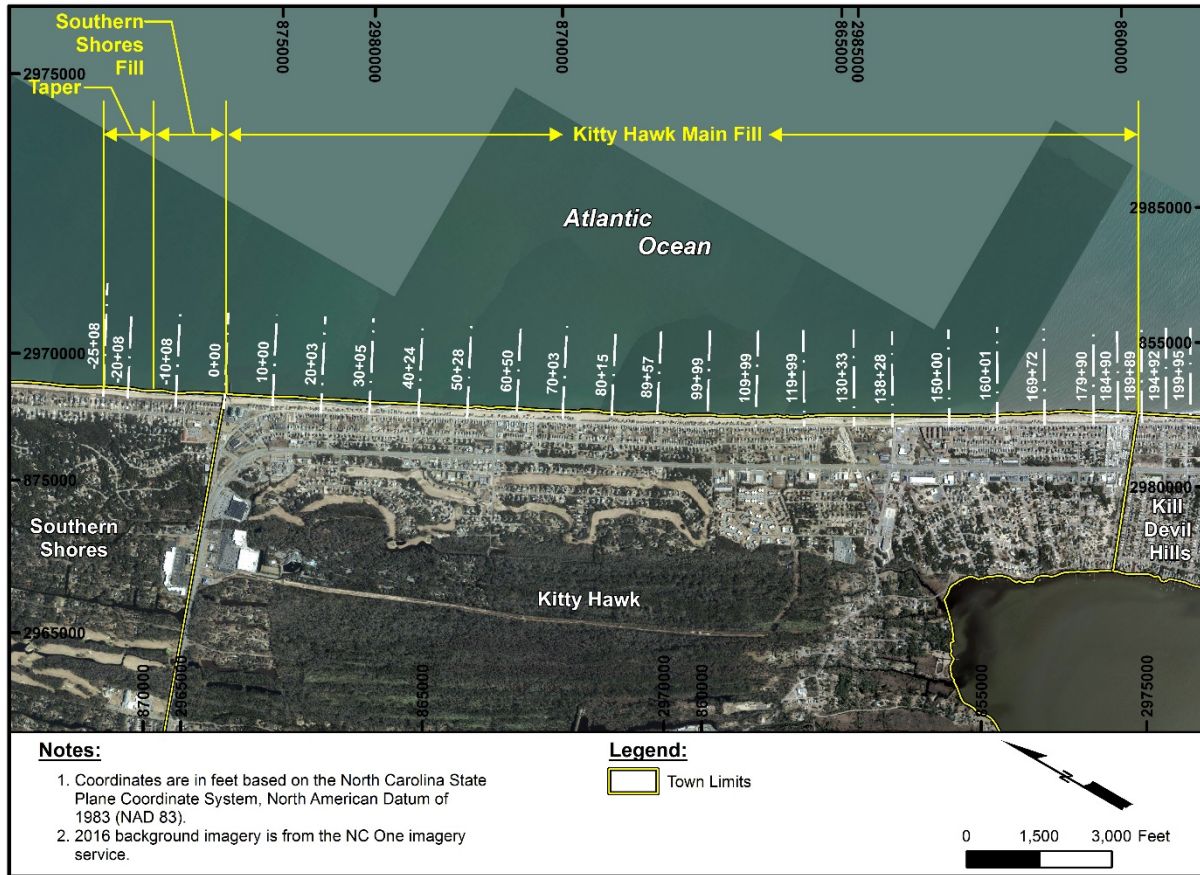 Southern
Shores
Fill
Taper
Kitty Hawk Main Fill
875000
2980000
870000
865000
2985000
860000
2975000
2985000
Atlantic
Ocean
-25+08
-20+08
-10+08
0+00
10+00
20+03
30+05
40+24
50+28
60+50
70+03
80+15
89+57
99+99
109+99
119+99
130+33
138+28
150+00
160+01
169+72
179+90
184+90
189+89
194+92
199+95
2970000
855000
875000
2980000
Southern
Shores
Kill
Devil
Hills
Kitty Hawk
2965000
870000
2965000
865000
2970000
860000
855000
2975000
Notes:
1. Coordinates are in feet based on the North Carolina State
Plane Coordinate System, North American Datum of
1983 (NAD 83).
2. 2016 background imagery is from the NC One imagery
service.
Legend:
Town Limits
N
0 1,500 3,000 Feet